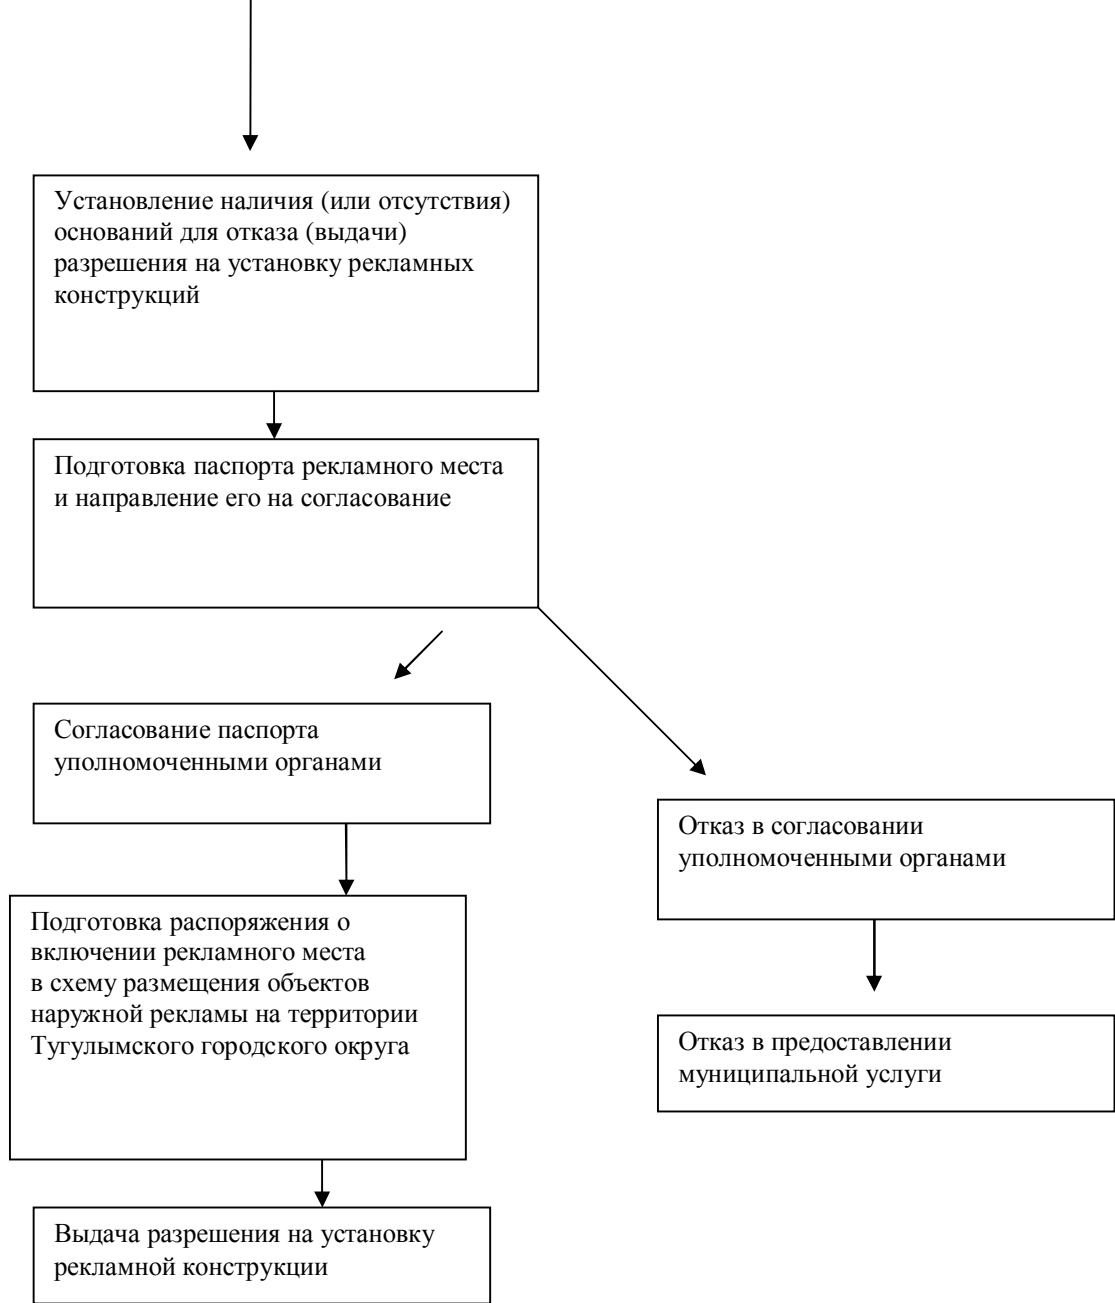 Установление наличия (или отсутствия)
оснований для отказа (выдачи)
разрешения на установку рекламных
конструкций
Подготовка паспорта рекламного места
и направление его на согласование
Согласование паспорта
уполномоченными органами
Отказ в согласовании
уполномоченными органами
Подготовка распоряжения о
включении рекламного места
в схему размещения объектов
наружной рекламы на территории
Тугулымского городского округа
Отказ в предоставлении
муниципальной услуги
Выдача разрешения на установку
рекламной конструкции